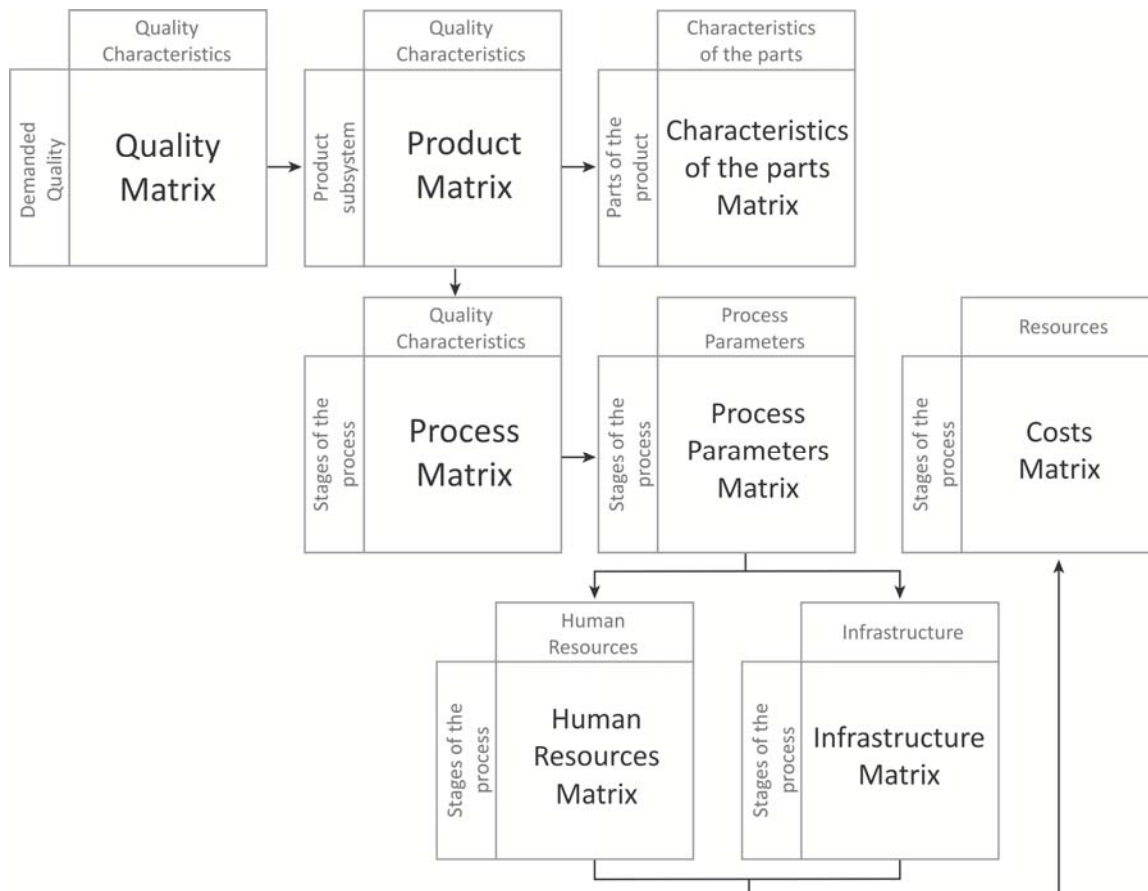 Quality
Characteristics
Demanded
Quality
Quality
Matrix
Quality
Characteristics
Product
subsystem
Product
Matrix
Characteristics
of the parts
Parts of the
product
Characteristics
of the parts
Matrix
Quality
Characteristics
Stages of the
process
Process
Matrix
Process
Parameters
Stages of the
process
Process
Parameters
Matrix
Resources
Stages of the
process
Costs
Matrix
Human
Resources
Stages of the
process
Human
Resources
Matrix
Infrastructure
Stages of the
process
Infrastructure
Matrix